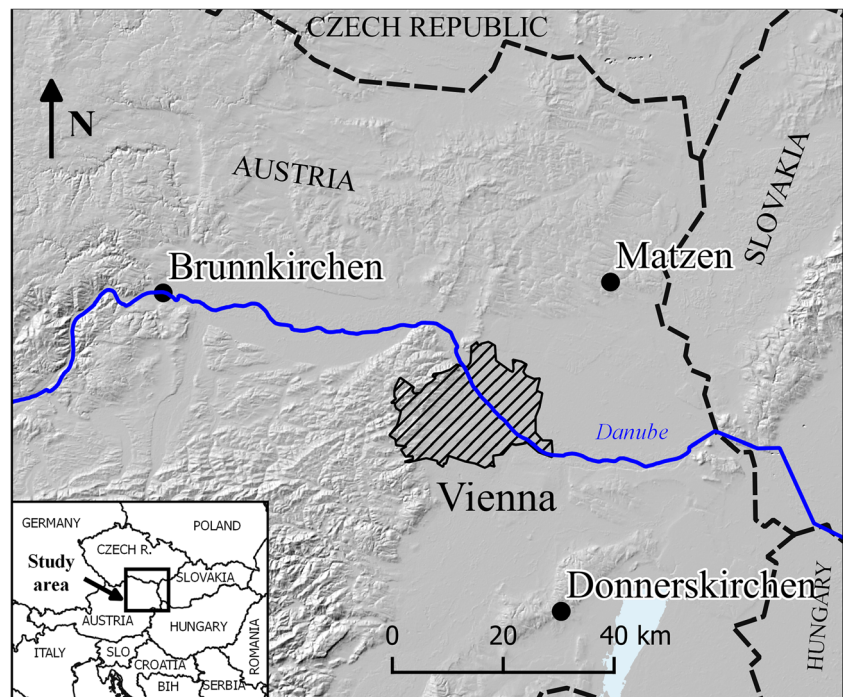 CZECH REPUBLIC
N
AUSTRIA
SLOVAKIA
Matzen
Brunnkirchen
Danube
Vienna
Donnerskirchen
HUNGARY
0 20 40 km
GERMANY
POLAND
CZECH R.
Study
area
SLOVAKIA
AUSTRIA
HUNGARY
ROMANIA
ITALY
SLO
CROATIA
BIH
SERBIA